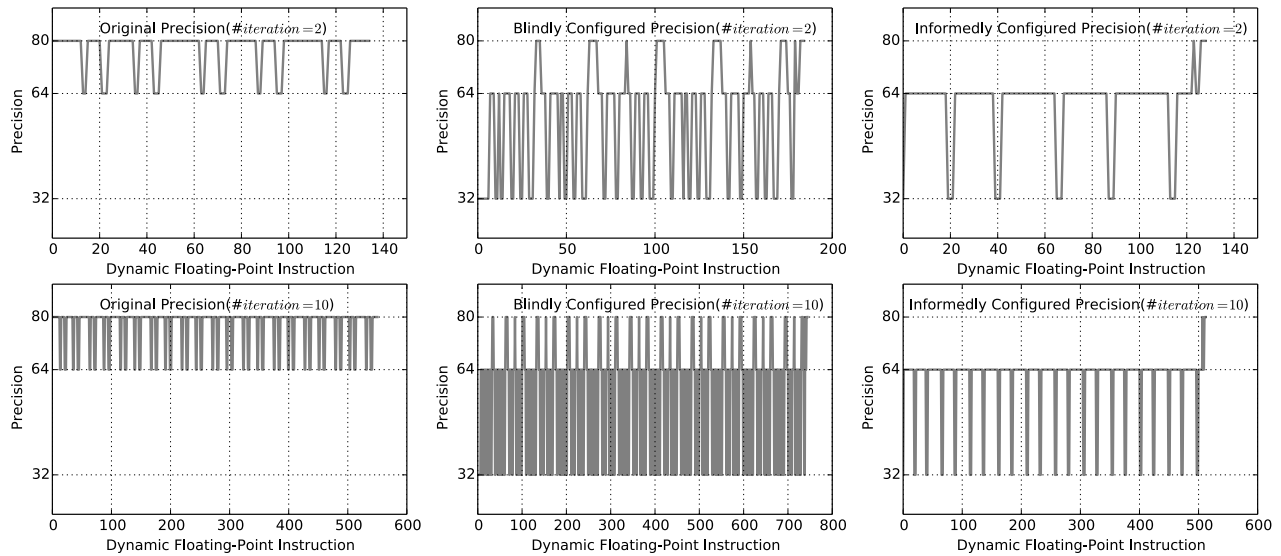 Original Precision(#iteration=2)
Precision
80
64
32
0 20 40 60 80 100 120 140
Dynamic Floating-Point Instruction
Blindly Configured Precision(#iteration=2)
Precision
80
64
32
0 50 100 150 200
Dynamic Floating-Point Instruction
Informedly Configured Precision(#iteration=2)
Precision
80
64
32
0 20 40 60 80 100 120 140
Dynamic Floating-Point Instruction
Original Precision(#iteration=10)
Precision
80
64
32
0 100 200 300 400 500 600
Dynamic Floating-Point Instruction
Blindly Configured Precision(#iteration=10)
Precision
80
64
32
0 100 200 300 400 500 600 700 800
Dynamic Floating-Point Instruction
Informedly Configured Precision(#iteration=10)
Precision
80
64
32
0 100 200 300 400 500 600
Dynamic Floating-Point Instruction